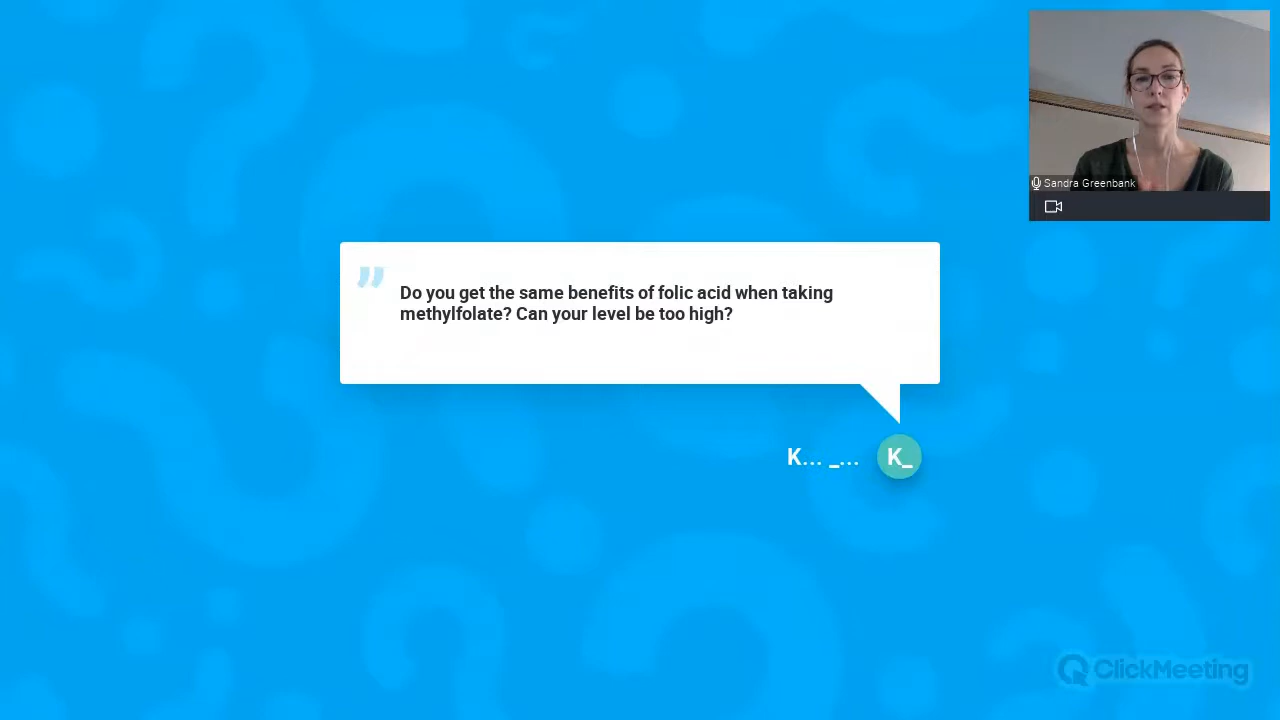 Sandra Greenbank
" Do you get the same benefits of folic acid when taking
methylfolate? Can your level be too high?
K... _... K_
ClickMeeting